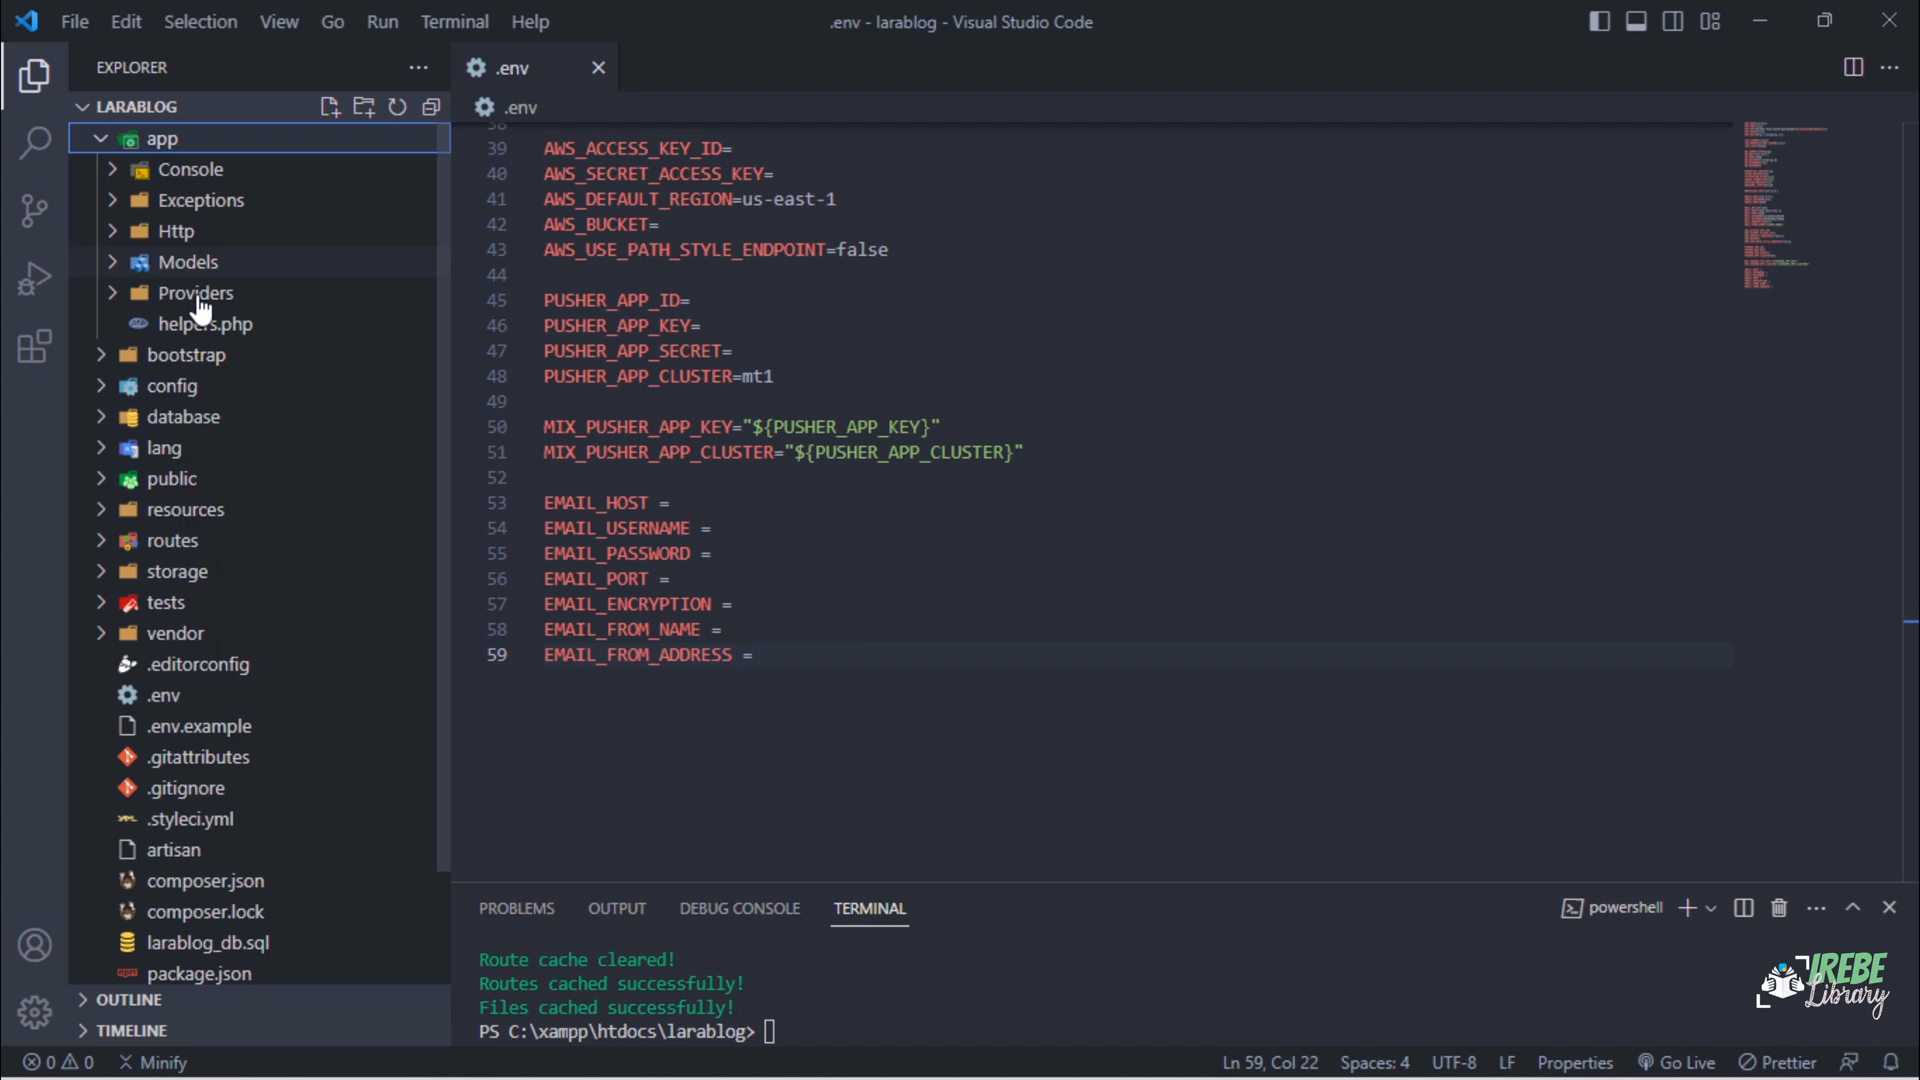 File Edit Selection View Go Run Terminal Help
.env - larablog - Visual Studio Code
EXPLORER
.env
LARABLOG
.env
app
Console
Exceptions
Http
Models
Providers
helpers.php
bootstrap
config
database
lang
public
resources
routes
storage
tests
vendor
.editorconfig
.env
.env.example
.gitattributes
.gitignore
.styleci.yml
artisan
composer.json
composer.lock
larablog_db.sql
package.json
OUTLINE
TIMELINE
38
39 AWS_ACCESS_KEY_ID=
40 AWS_SECRET_ACCESS_KEY=
41 AWS_DEFAULT_REGION=us-east-1
42 AWS_BUCKET=
43 AWS_USE_PATH_STYLE_ENDPOINT=false
44
45 PUSHER_APP_ID=
46 PUSHER_APP_KEY=
47 PUSHER_APP_SECRET=
48 PUSHER_APP_CLUSTER=mt1
49
50 MIX_PUSHER_APP_KEY="${PUSHER_APP_KEY}"
51 MIX_PUSHER_APP_CLUSTER="${PUSHER_APP_CLUSTER}"
52
53 EMAIL_HOST =
54 EMAIL_USERNAME =
55 EMAIL_PASSWORD =
56 EMAIL_PORT =
57 EMAIL_ENCRYPTION =
58 EMAIL_FROM_NAME =
59 EMAIL_FROM_ADDRESS =
PROBLEMS OUTPUT DEBUG CONSOLE TERMINAL
powershell
Route cache cleared!
Routes cached successfully!
Files cached successfully!
PS C:\xampp\htdocs\larablog>
IREBE
Library
0 0 Minify
Ln 59, Col 22 Spaces: 4 UTF-8 LF Properties Go Live Prettier